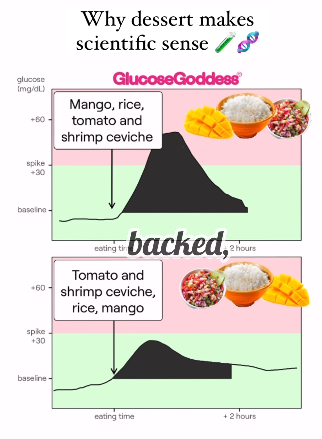 Why dessert makes
scientific sense 🧪🧬
glucose
(mg/dL)
GlucoseGoddess®
Mango, rice,
tomato and
shrimp ceviche
+60
spike
+30
baseline
backed,
eating
+ 2 hours
Tomato and
shrimp ceviche,
rice, mango
+60
spike
+30
baseline
eating time
+ 2 hours